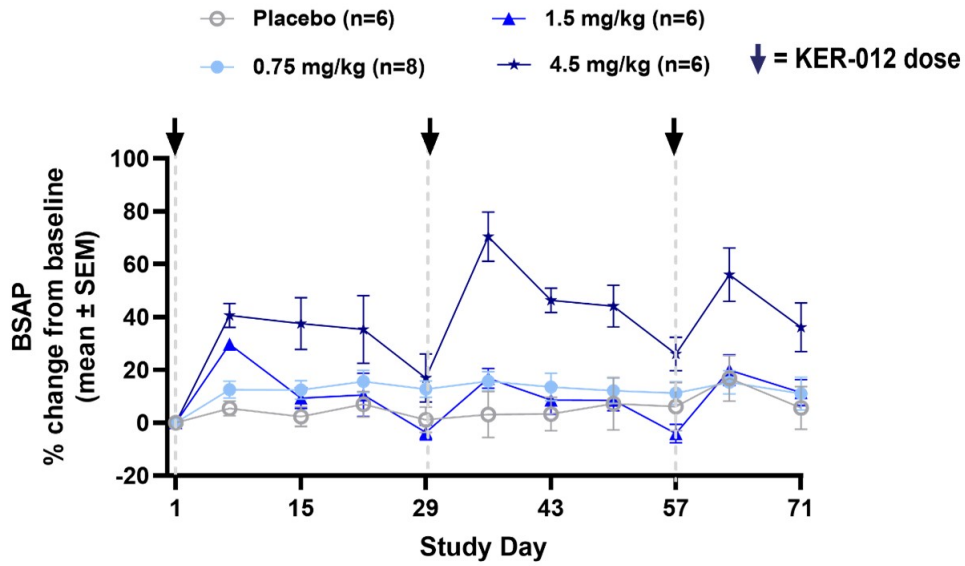 Placebo (n=6)
1.5 mg/kg (n=6)
0.75 mg/kg (n=8)
4.5 mg/kg (n=6)
= KER-012 dose
BSAP
% change from baseline
(mean ± SEM)
100
80
60
40
20
0
-20
1
15
29
43
57
71
Study Day